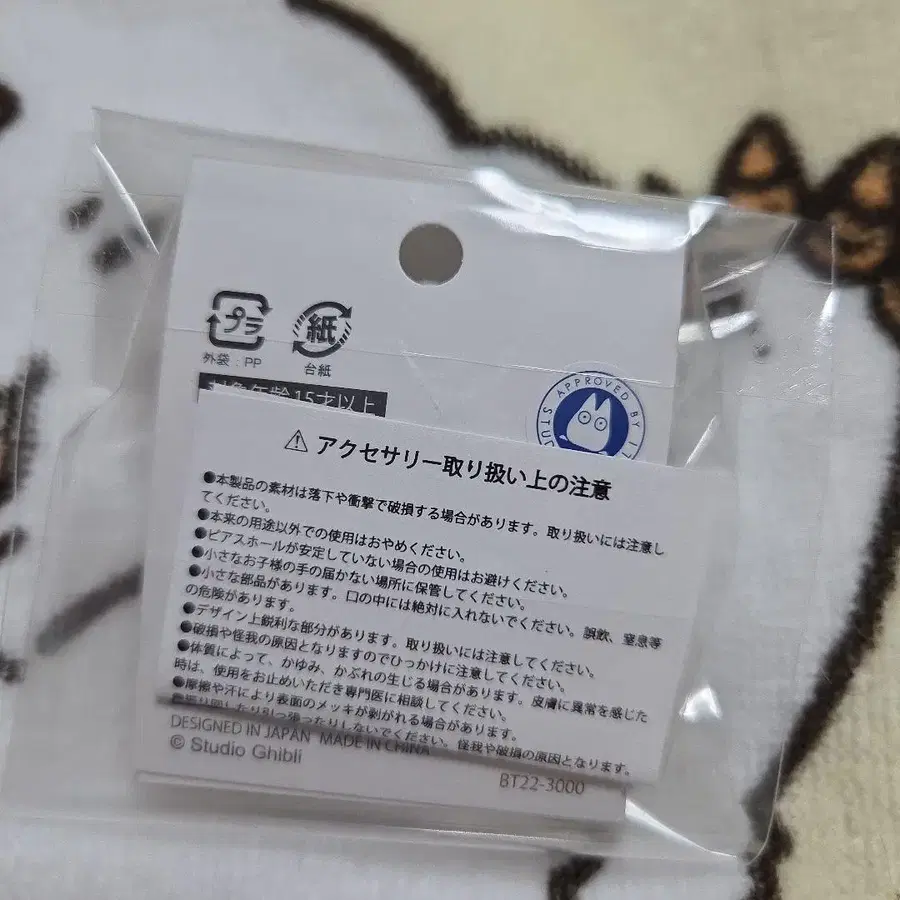 プラ
紙
外袋：PP
台紙
対象年齢15才以上
APPROVED BY
⚠ アクセサリー取り扱い上の注意
●本製品の素材は落下や衝撃で破損する場合があります。取り扱いには注意し
てください。
●本来の用途以外での使用はおやめください。
●ピアスホールが安定していない場合の使用はお避けください。
●小さなお子様の手の届かない場所に保管してください。
●小さな部品があります。口の中には絶対に入れないでください。誤飲、窒息等
の危険があります。
●デザイン上鋭利な部分があります。取り扱いには注意してください。
●破損や怪我の原因となりますのでひっかけに注意してください。
●体質によって、かゆみ、かぶれの生じる場合があります。皮膚に異常を感じた
時は、使用をお止めいただき専門医に相談してください。
●摩擦や汗により表面のメッキが剥がれる場合があります。
引っ張ったりしないでください。怪我や破損の原因となります。
DESIGNED IN JAPAN MADE IN CHINA
© Studio Ghibli
BT22-3000